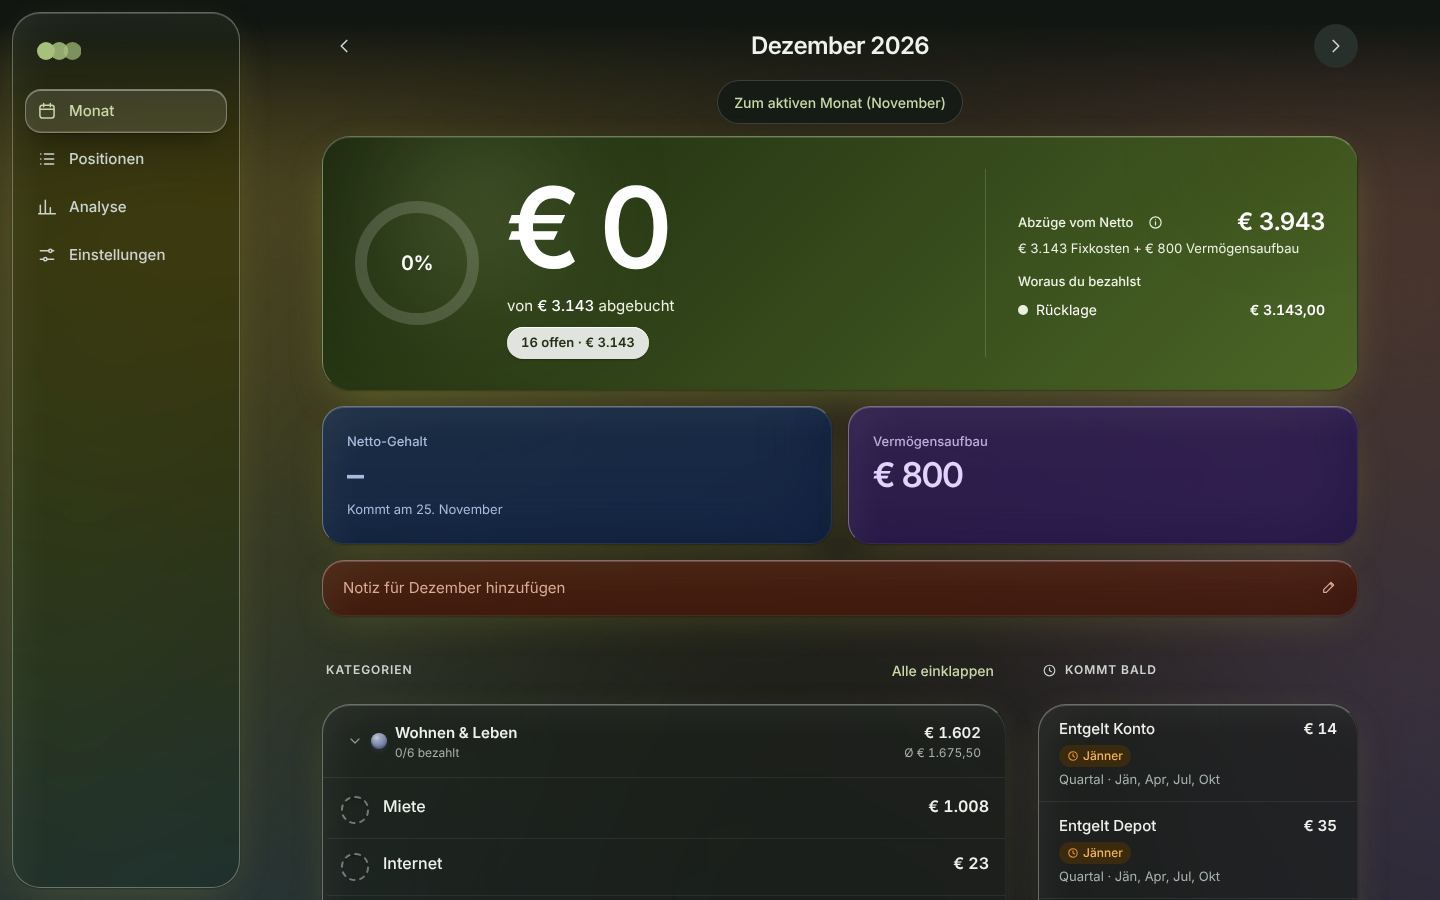 Dezember 2026
Zum aktiven Monat (November)
Monat
Positionen
Analyse
Einstellungen
0%
€ 0
von € 3.143 abgebucht
16 offen · € 3.143
Abzüge vom Netto € 3.943
€ 3.143 Fixkosten + € 800 Vermögensaufbau
Woraus du bezahlst
Rücklage € 3.143,00
Netto-Gehalt
–
Kommt am 25. November
Vermögensaufbau
€ 800
Notiz für Dezember hinzufügen
KATEGORIEN Alle einklappen
Wohnen & Leben € 1.602
0/6 bezahlt Ø € 1.675,50
Miete € 1.008
Internet € 23
KOMMT BALD
Entgelt Konto € 14
Jänner
Quartal · Jän, Apr, Jul, Okt
Entgelt Depot € 35
Jänner
Quartal · Jän, Apr, Jul, Okt